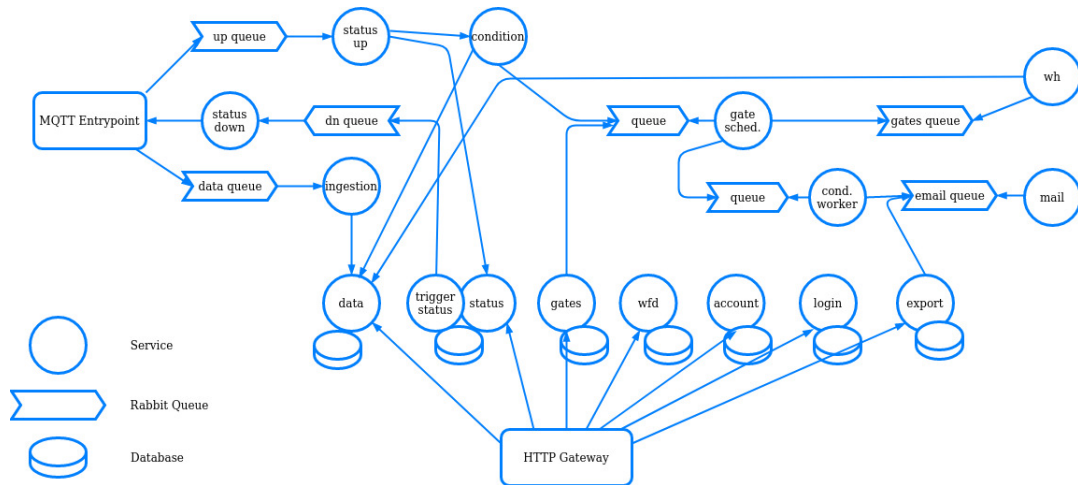 up queue
status
up
condition
wh
MQTT Entrypoint
status
down
dn queue
queue
gate
sched.
gates queue
data queue
ingestion
queue
cond.
worker
email queue
mail
data
trigger
status
status
gates
wfd
account
login
export
Service
Rabbit Queue
Database
HTTP Gateway